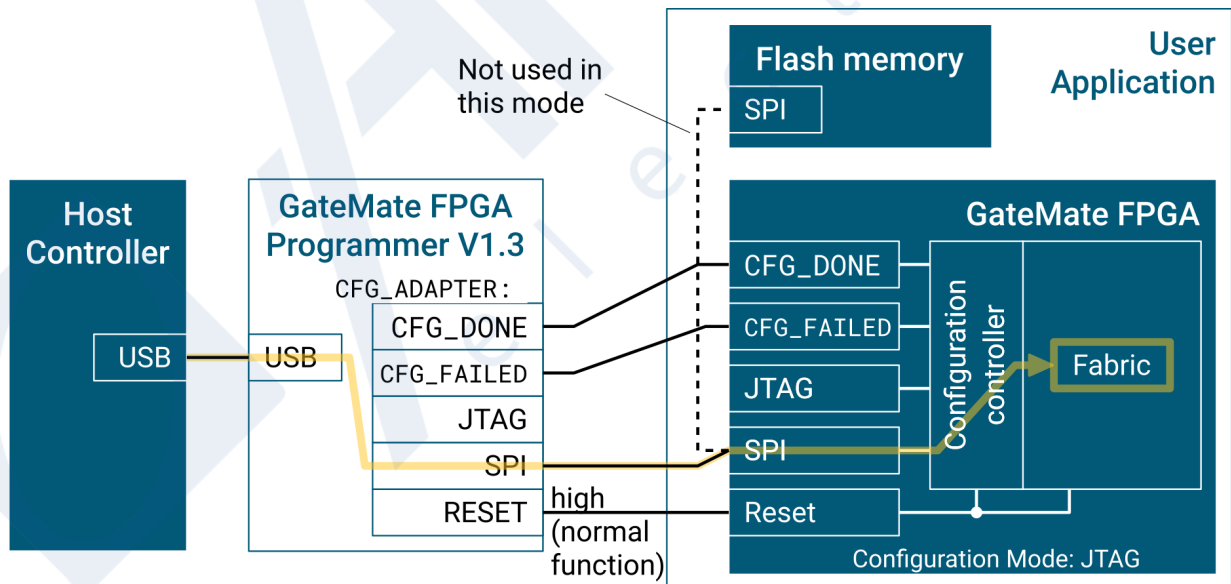 User
Application
Flash memory
SPI
Not used in
this mode
Host
Controller
USB
GateMate FPGA
Programmer V1.3
CFG_ADAPTER:
USB
CFG_DONE
CFG_FAILED
JTAG
SPI
RESET
high
(normal
function)
GateMate FPGA
CFG_DONE
CFG_FAILED
JTAG
SPI
Reset
Configuration
controller
Fabric
Configuration Mode: JTAG